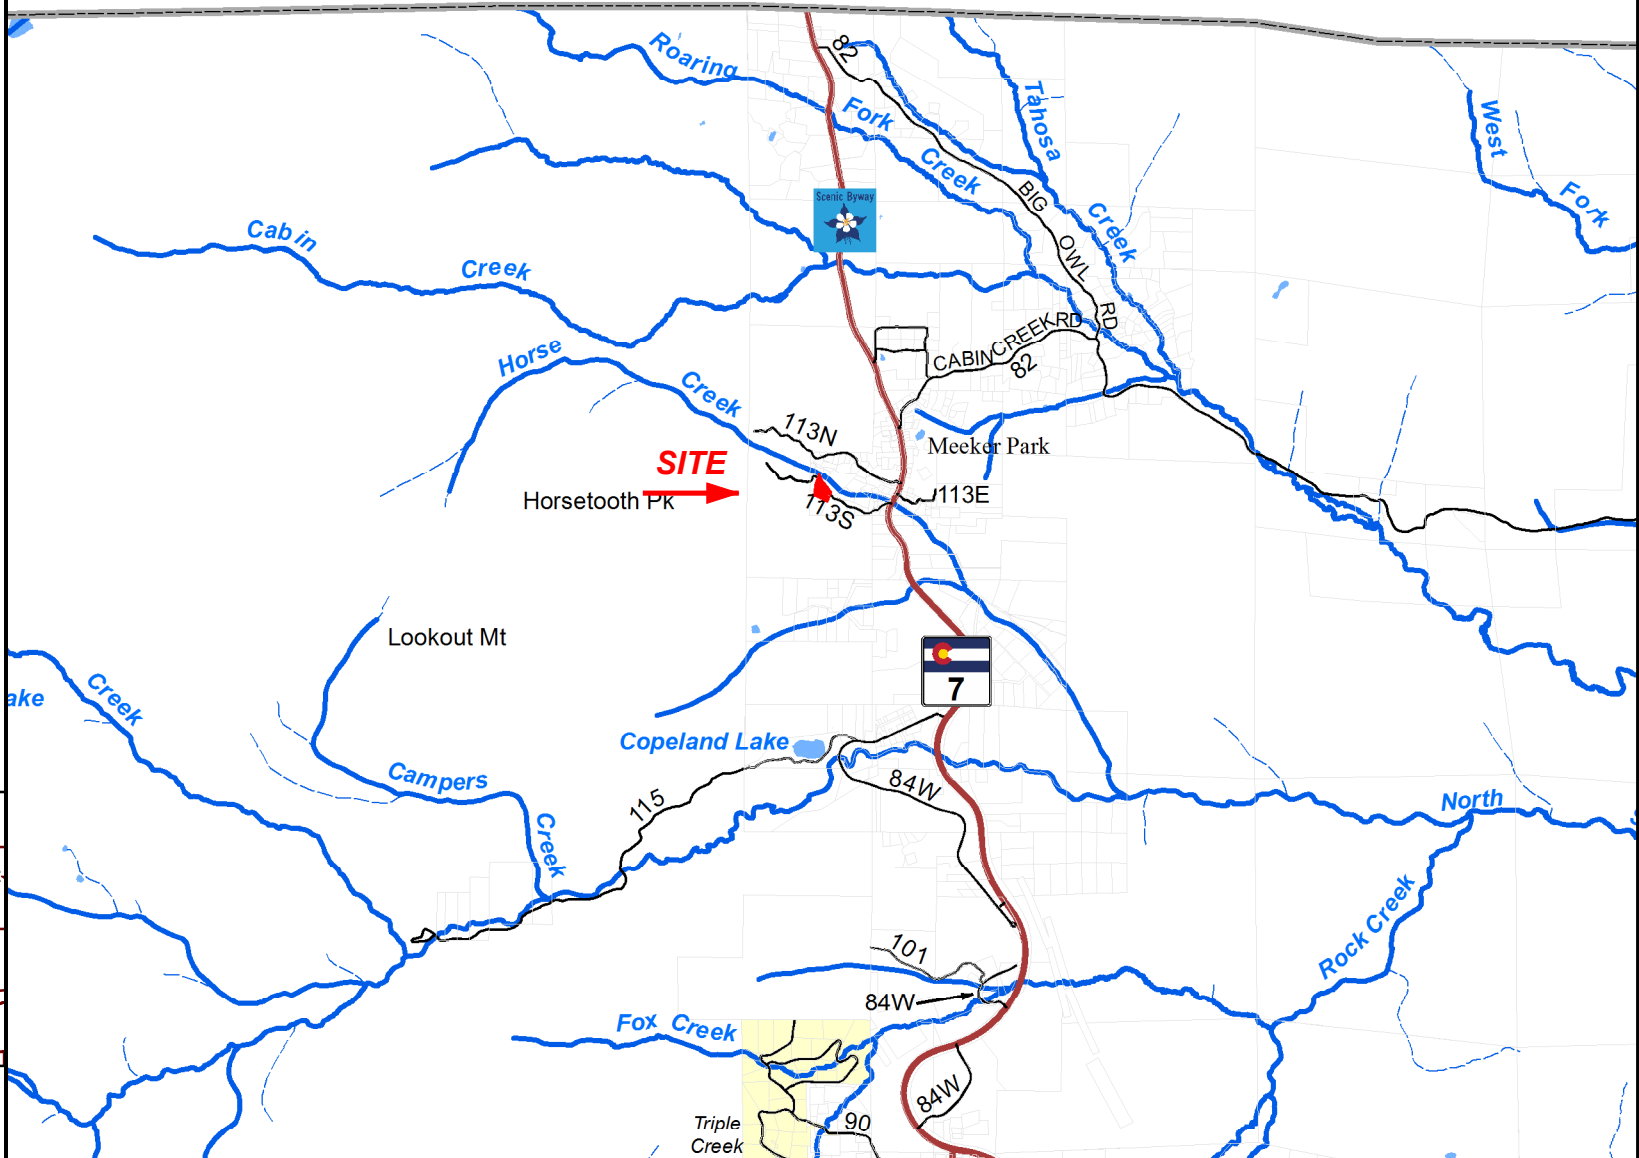 82
Roaring
Fork
Creek
Tahosa
Creek
West
Fork
Scenic Byway
BIG
OWL
RD
Cabin
Creek
CABIN CREEK RD
82
Horse
Creek
113N
Meeker Park
SITE
Horsetooth Pk
113S
113E
Lookout Mt
7
ake
Creek
Copeland Lake
Campers
Creek
115
84W
North
Rock Creek
101
84W
Fox Creek
84W
Triple
Creek
90